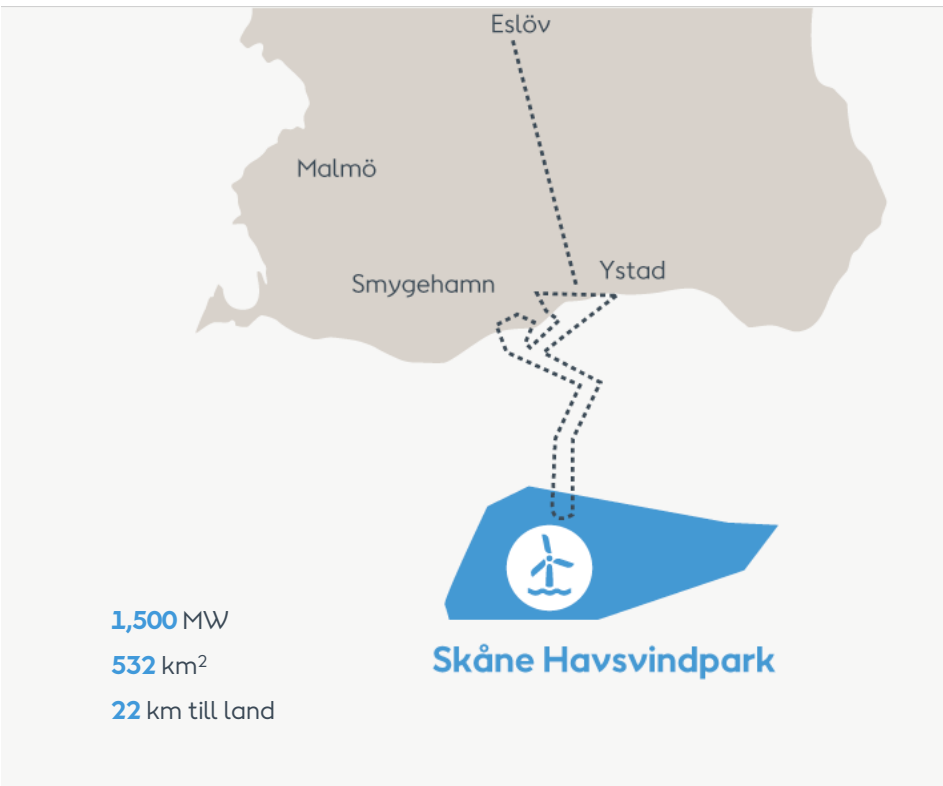 Eslöv
Malmö
Ystad
Smygehamn
1,500 MW
532 km²
22 km till land
Skåne Havsvindpark